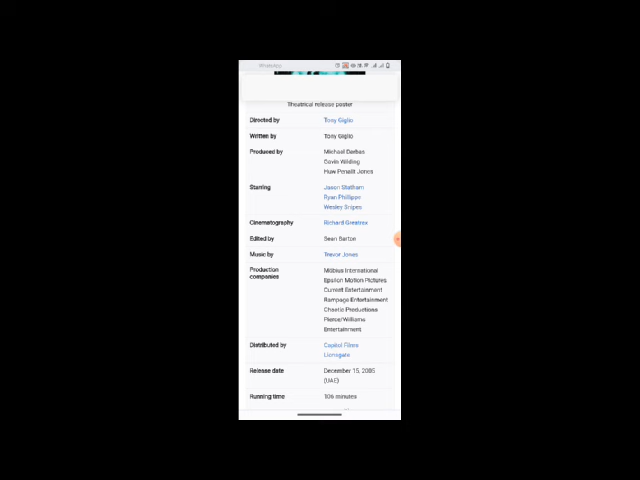 WhatsApp
Theatrical release poster
Directed by Tony Giglio
Written by Tony Giglio
Produced by Michael Derbas
Gavin Wilding
Huw Penallt Jones
Starring Jason Statham
Ryan Phillippe
Wesley Snipes
Cinematography Richard Greatrex
Edited by Sean Barton
Music by Trevor Jones
Production companies Mobius International
Epsilon Motion Pictures
Current Entertainment
Rampage Entertainment
Chaotic Productions
Pierce/Williams
Entertainment
Distributed by Capitol Films
Lionsgate
Release date December 15, 2005
(UAE)
Running time 106 minutes